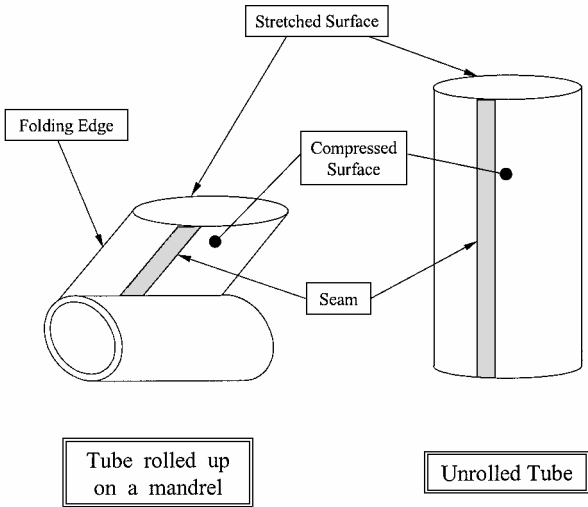 Stretched Surface
Folding Edge
Compressed
Surface
Seam
Tube rolled up
on a mandrel
Unrolled Tube